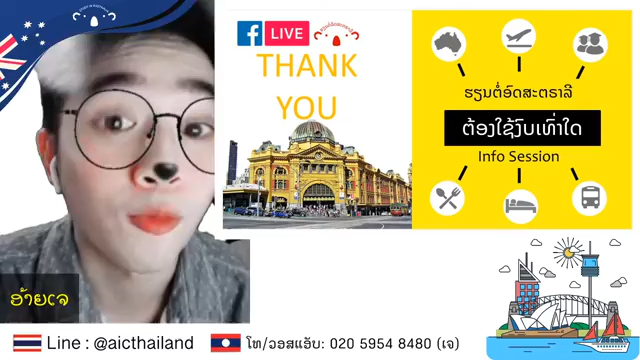 LIVE
THANK
YOU
ຮຽນຕໍ່ອົດສະຕຣາລີ
ຕ້ອງໃຊ້ງົບເທົ່າໃດ
Info Session
ອ້າຍເຈ
Line : @aicthailand
ໂທ/ວອສແອັບ: 020 5954 8480 (ເຈ)